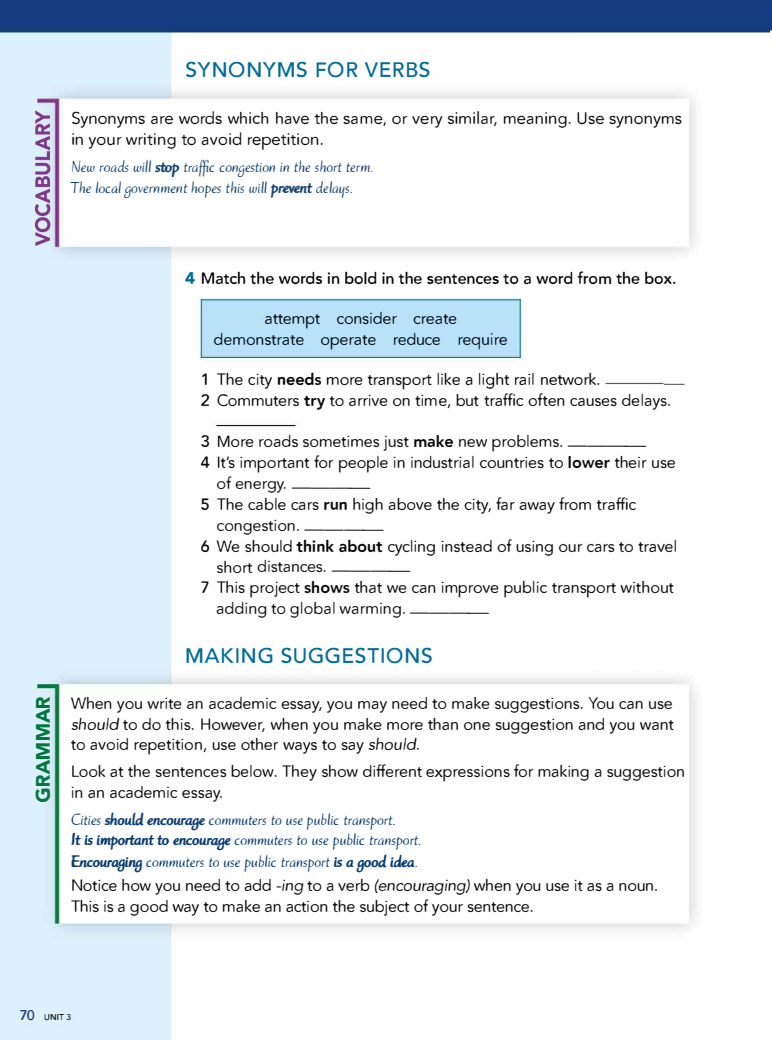 SYNONYMS FOR VERBS
VOCABULARY
Synonyms are words which have the same, or very similar, meaning. Use synonyms
in your writing to avoid repetition.
New roads will stop traffic congestion in the short term.
The local government hopes this will prevent delays.
4 Match the words in bold in the sentences to a word from the box.
attempt consider create
demonstrate operate reduce require
1 The city needs more transport like a light rail network. ________
2 Commuters try to arrive on time, but traffic often causes delays.
________
3 More roads sometimes just make new problems. ________
4 It's important for people in industrial countries to lower their use
of energy. ________
5 The cable cars run high above the city, far away from traffic
congestion. ________
6 We should think about cycling instead of using our cars to travel
short distances. ________
7 This project shows that we can improve public transport without
adding to global warming. ________
MAKING SUGGESTIONS
GRAMMAR
When you write an academic essay, you may need to make suggestions. You can use
should to do this. However, when you make more than one suggestion and you want
to avoid repetition, use other ways to say should.
Look at the sentences below. They show different expressions for making a suggestion
in an academic essay.
Cities should encourage commuters to use public transport.
It is important to encourage commuters to use public transport.
Encouraging commuters to use public transport is a good idea.
Notice how you need to add -ing to a verb (encouraging) when you use it as a noun.
This is a good way to make an action the subject of your sentence.
70 UNIT 3